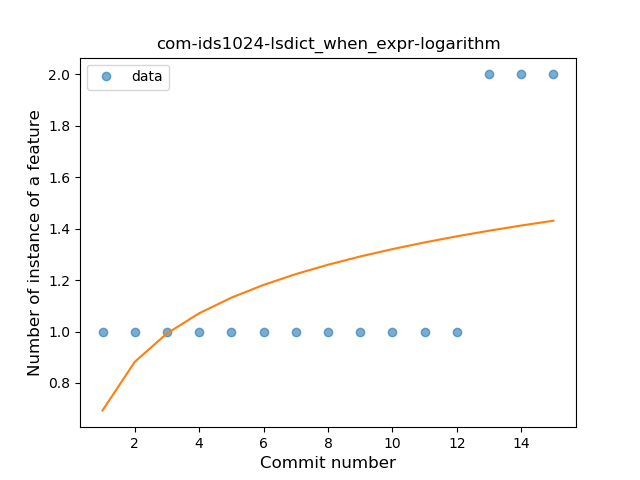 com-ids1024-lsdict_when_expr-logarithm
data
Number of instance of a feature
2.0
1.8
1.6
1.4
1.2
1.0
0.8
2 4 6 8 10 12 14
Commit number